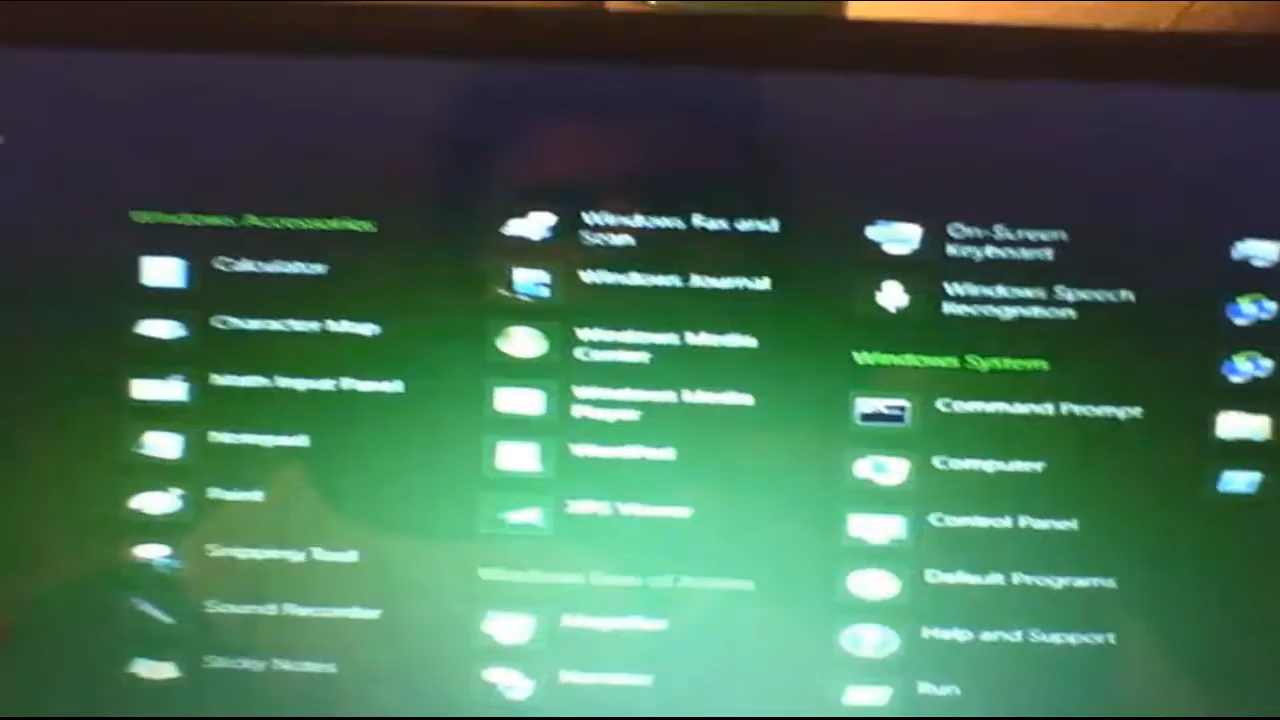 Windows Accessories
Calculator
Character Map
Math Input Panel
Notepad
Paint
Snipping Tool
Sound Recorder
Sticky Notes
Windows Fax and
Scan
Windows Journal
Windows Media
Center
Windows Media
Player
WordPad
XPS Viewer
Windows Ease of Access
Magnifier
Narrator
On-Screen
Keyboard
Windows Speech
Recognition
Windows System
Command Prompt
Computer
Control Panel
Default Programs
Help and Support
Run